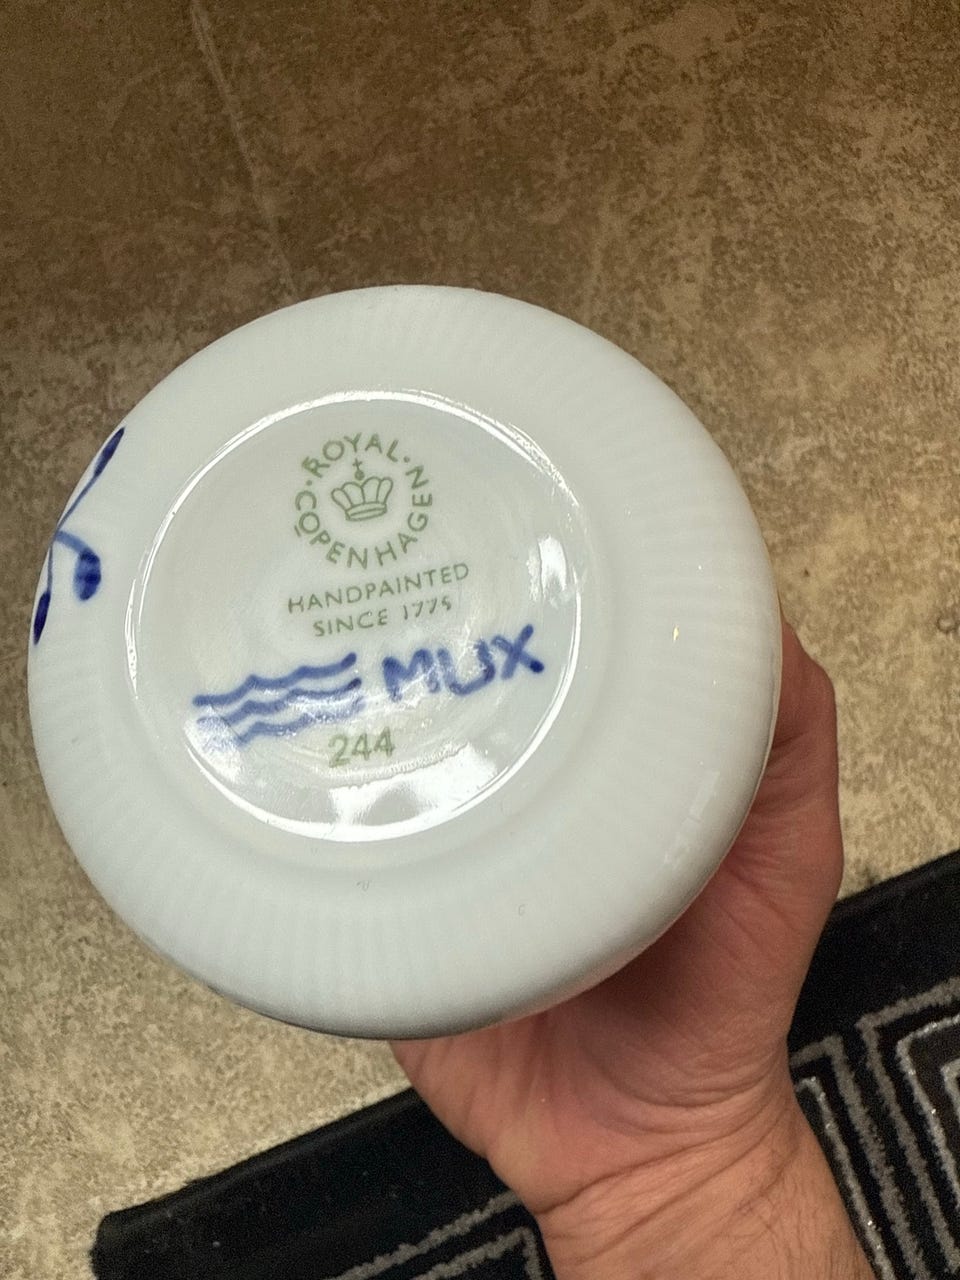 ROYAL · COPENHAGEN ·
HANDPAINTED
SINCE 1775
MUX
244